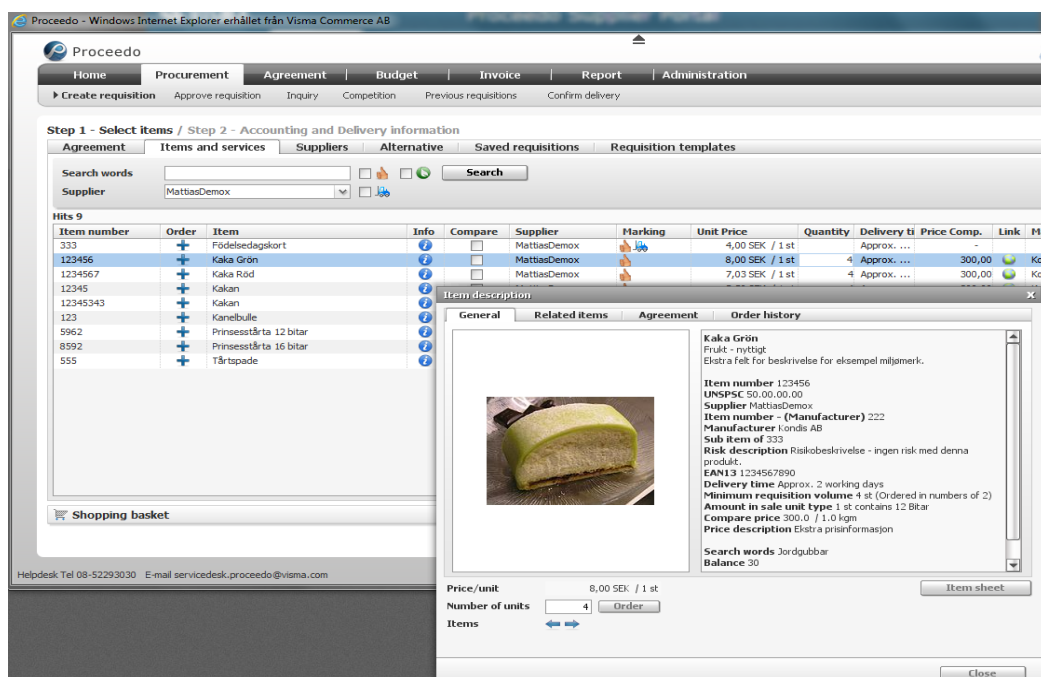 Proceedo - Windows Internet Explorer erhållet från Visma Commerce AB
Proceedo Supplier Portal
Proceedo
Home Procurement Agreement | Budget | Invoice | Report | Administration
Create requisition Approve requisition Inquiry Competition Previous requisitions Confirm delivery
Step 1 - Select items / Step 2 - Accounting and Delivery information
Agreement Items and services Suppliers Alternative Saved requisitions Requisition templates
Search words Search
Supplier MattiasDemox
Hits 9
Item number Order Item Info Compare Supplier Marking Unit Price Quantity Delivery ti Price Comp. Link M
333 Födelsedagskort MattiasDemox 4,00 SEK / 1 st Approx. ... -
123456 Kaka Grön MattiasDemox 8,00 SEK / 1 st 4 Approx. ... 300,00 Ko
1234567 Kaka Röd MattiasDemox 7,03 SEK / 1 st 4 Approx. ... 300,00 Ko
12345 Kakan
12345343 Kakan
123 Kanelbulle
5962 Prinsesstårta 12 bitar
8592 Prinsesstårta 16 bitar
555 Tårtspade
Shopping basket
Helpdesk Tel 08-52293030 E-mail servicedesk.proceedo@visma.com
Item description x
General Related items Agreement Order history
Kaka Grön
Frukt - nyttigt
Ekstra felt for beskrivelse for eksempel miljømerk.
Item number 123456
UNSPSC 50.00.00.00
Supplier MattiasDemox
Item number - (Manufacturer) 222
Manufacturer Kondis AB
Sub item of 333
Risk description Risikobeskrivelse - ingen risk med denna
produkt.
EAN13 1234567890
Delivery time Approx. 2 working days
Minimum requisition volume 4 st (Ordered in numbers of 2)
Amount in sale unit type 1 st contains 12 Bitar
Compare price 300.0 / 1.0 kgm
Price description Ekstra prisinformasjon
Search words Jordgubbar
Balance 30
Price/unit 8,00 SEK / 1 st Item sheet
Number of units 4 Order
Items
Close